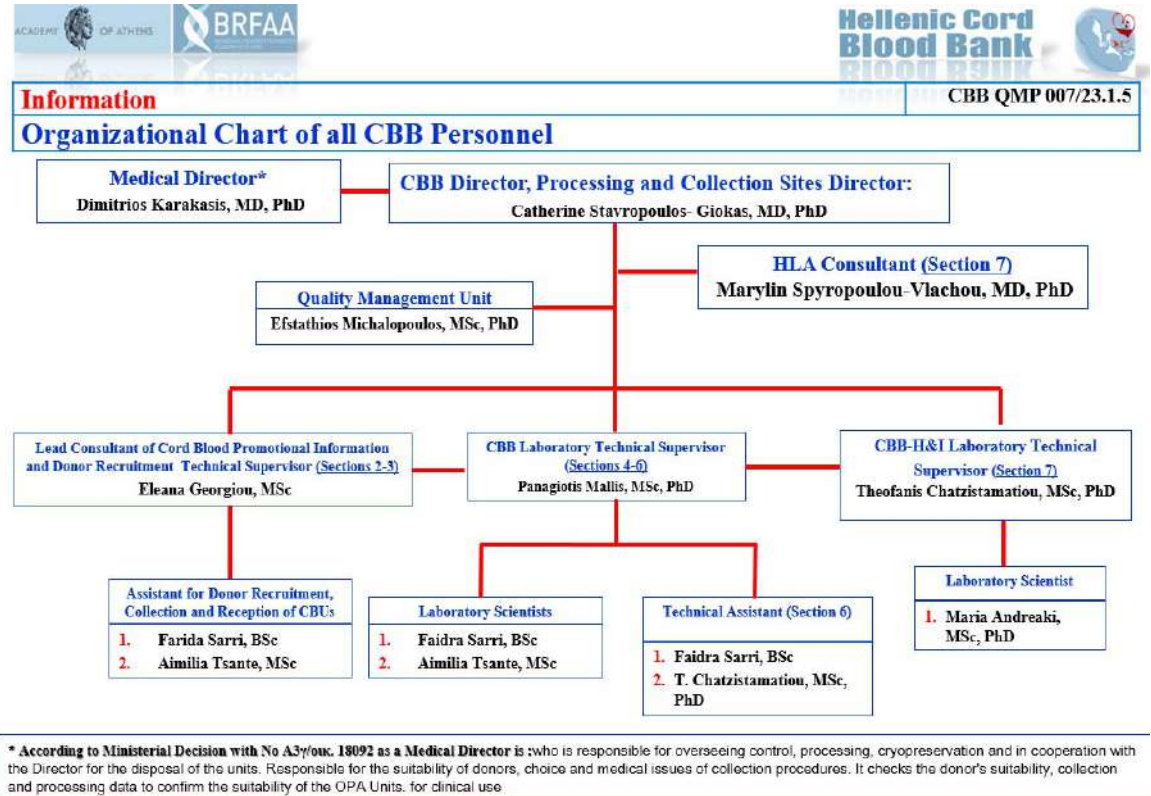 ACADEMY OF ATHENS
BRFAA
Hellenic Cord
Blood Bank
Information
CBB QMP 007/23.1.5
Organizational Chart of all CBB Personnel
Medical Director*
Dimitrios Karakasis, MD, PhD
CBB Director, Processing and Collection Sites Director:
Catherine Stavropoulos- Giokas, MD, PhD
HLA Consultant (Section 7)
Marylin Spyropoulou-Vlachou, MD, PhD
Quality Management Unit
Efstathios Michalopoulos, MSc, PhD
Lead Consultant of Cord Blood Promotional Information
and Donor Recruitment Technical Supervisor (Sections 2-3)
Eleana Georgiou, MSc
CBB Laboratory Technical Supervisor
(Sections 4-6)
Panagiotis Mallis, MSc, PhD
CBB-H&I Laboratory Technical
Supervisor (Section 7)
Theofanis Chatzistamatiou, MSc, PhD
Assistant for Donor Recruitment,
Collection and Reception of CBUs
1. Farida Sarri, BSc
2. Aimilia Tsante, MSc
Laboratory Scientists
1. Faidra Sarri, BSc
2. Aimilia Tsante, MSc
Technical Assistant (Section 6)
1. Faidra Sarri, BSc
2. T. Chatzistamatiou, MSc,
PhD
Laboratory Scientist
1. Maria Andreaki,
MSc, PhD
* According to Ministerial Decision with No Α3γ/οικ. 18092 as a Medical Director is :who is responsible for overseeing control, processing, cryopreservation and in cooperation with
the Director for the disposal of the units. Responsible for the suitability of donors, choice and medical issues of collection procedures. It checks the donor's suitability, collection
and processing data to confirm the suitability of the OPA Units. for clinical use